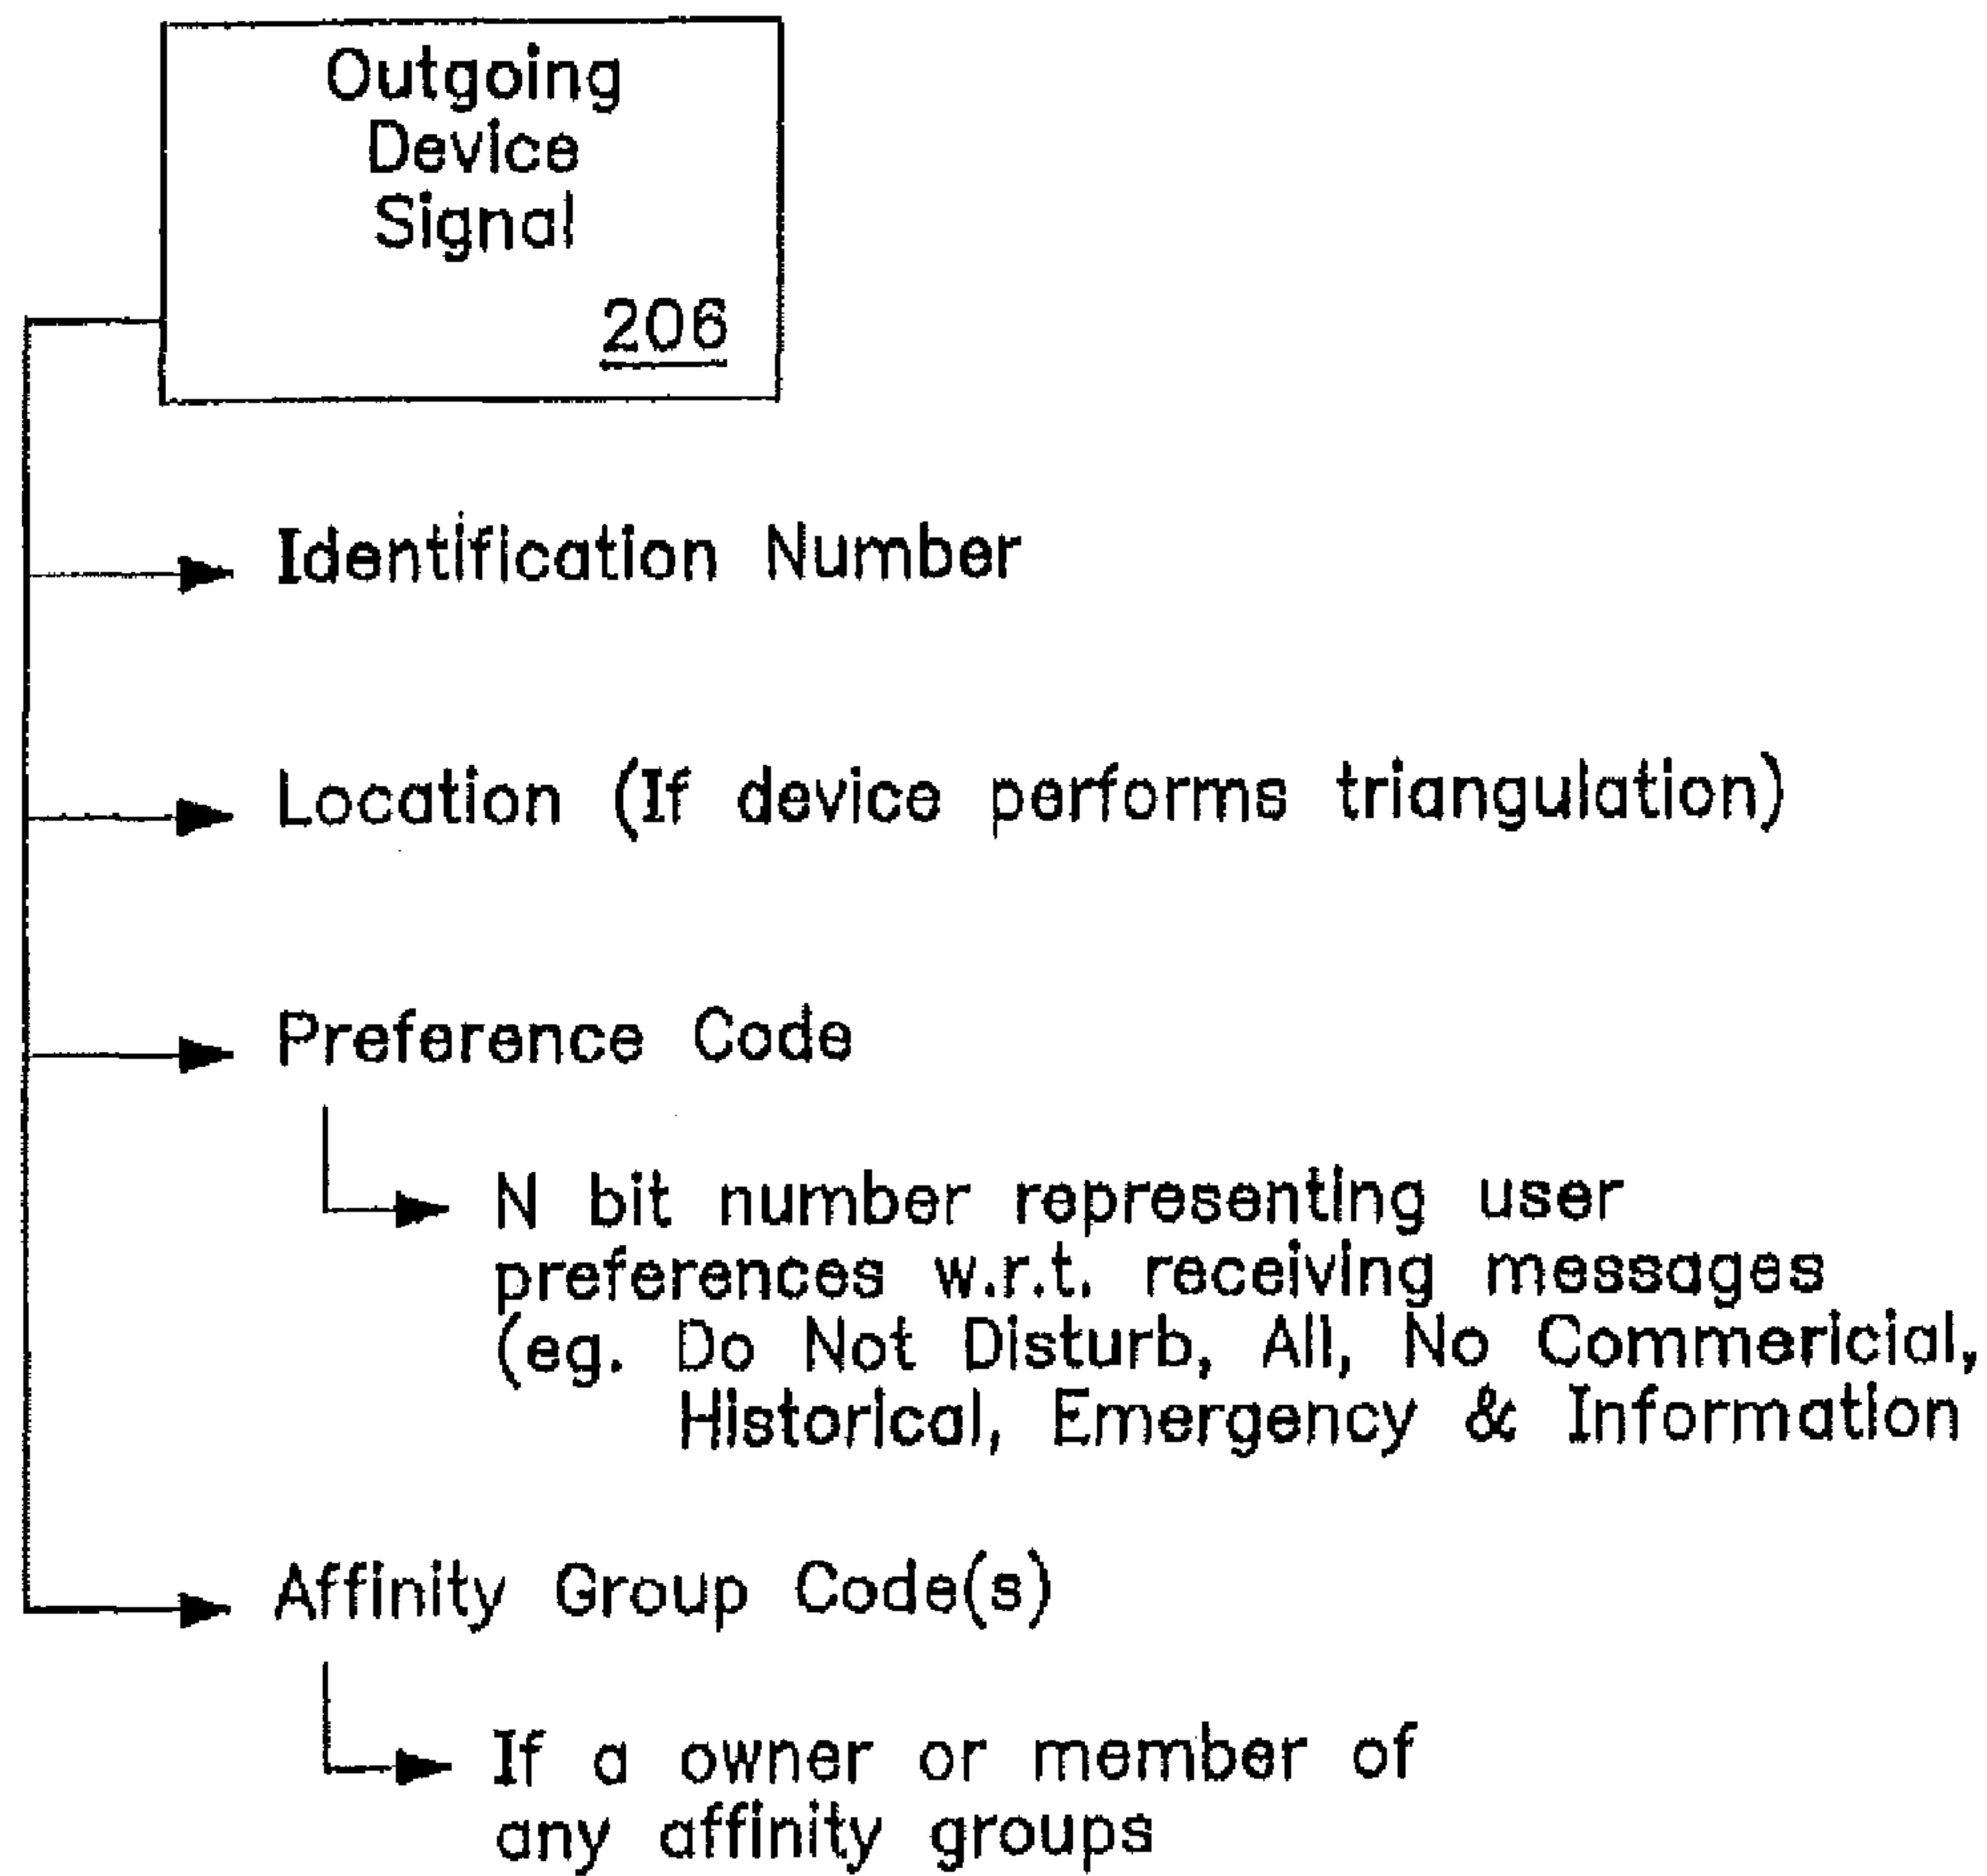 Outgoing
Device
Signal
206
Identification Number
Location (If device performs triangulation)
Preference Code
N bit number representing user
preferences w.r.t. receiving messages
(eg. Do Not Disturb, All, No Commericial,
Historical, Emergency & Information
Affinity Group Code(s)
If a owner or member of
any affinity groups